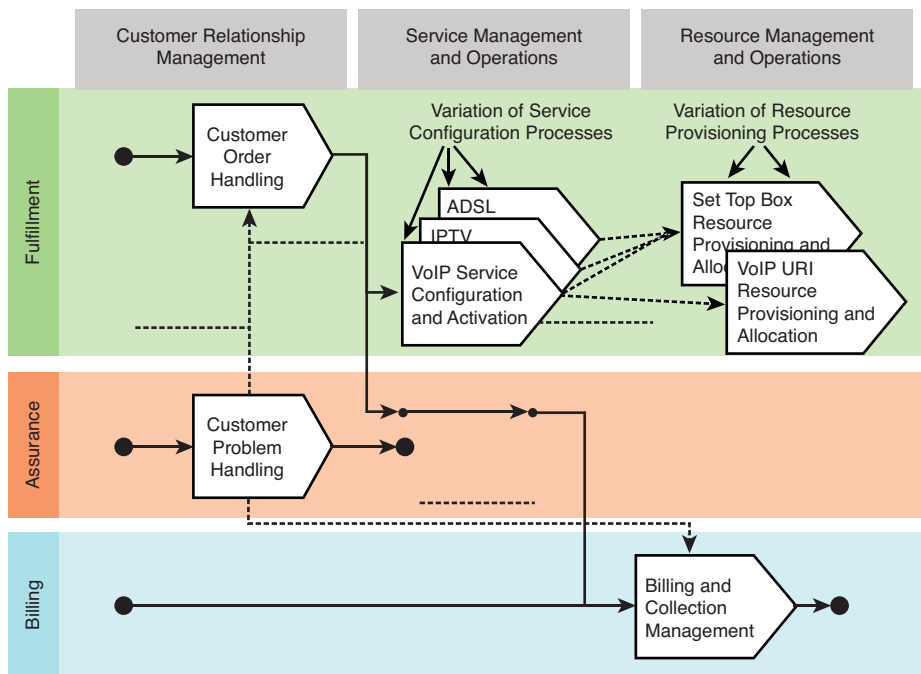 Customer Relationship
Management
Service Management
and Operations
Resource Management
and Operations
Fulfillment
Customer
Order
Handling
Variation of Service
Configuration Processes
ADSL
IPTV
VoIP Service
Configuration
and Activation
Variation of Resource
Provisioning Processes
Set Top Box
Resource
Provisioning and
VoIP URI
Resource
Provisioning and
Allocation
Assurance
Customer
Problem
Handling
Billing
Billing and
Collection
Management